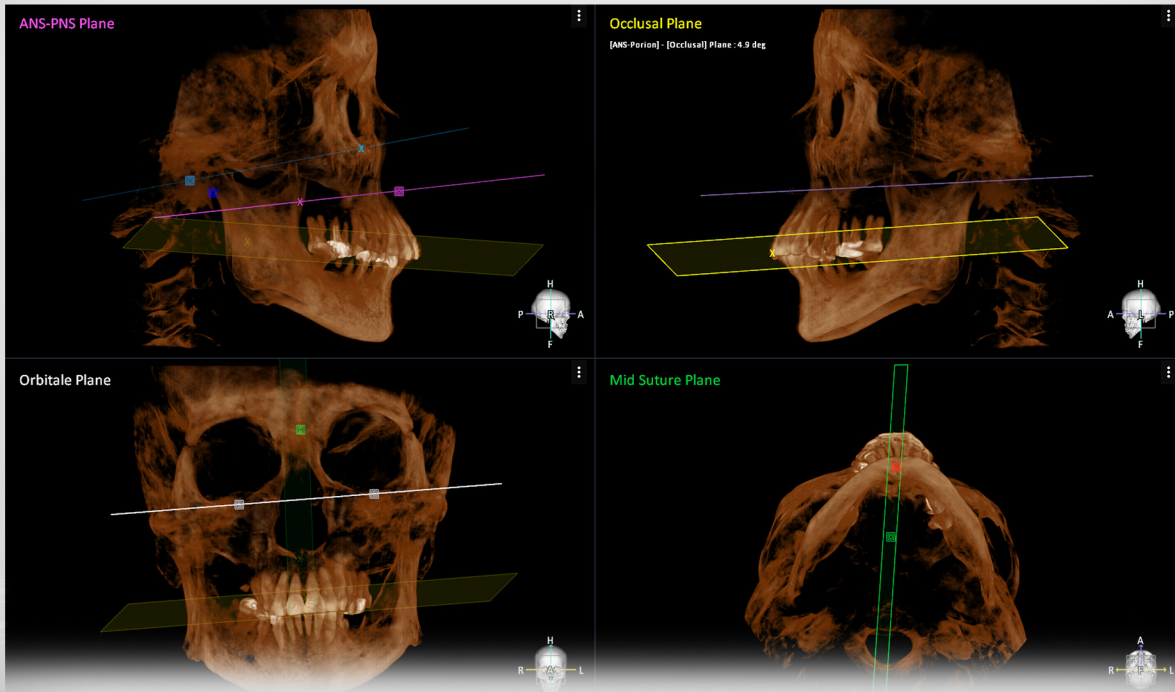 ANS-PNS Plane
H
P R A
F
Occlusal Plane
[ANS-Porion] - [Occlusal] Plane : 4.9 deg
H
A L P
F
Orbitale Plane
H
R A L
Mid Suture Plane
A
R F L